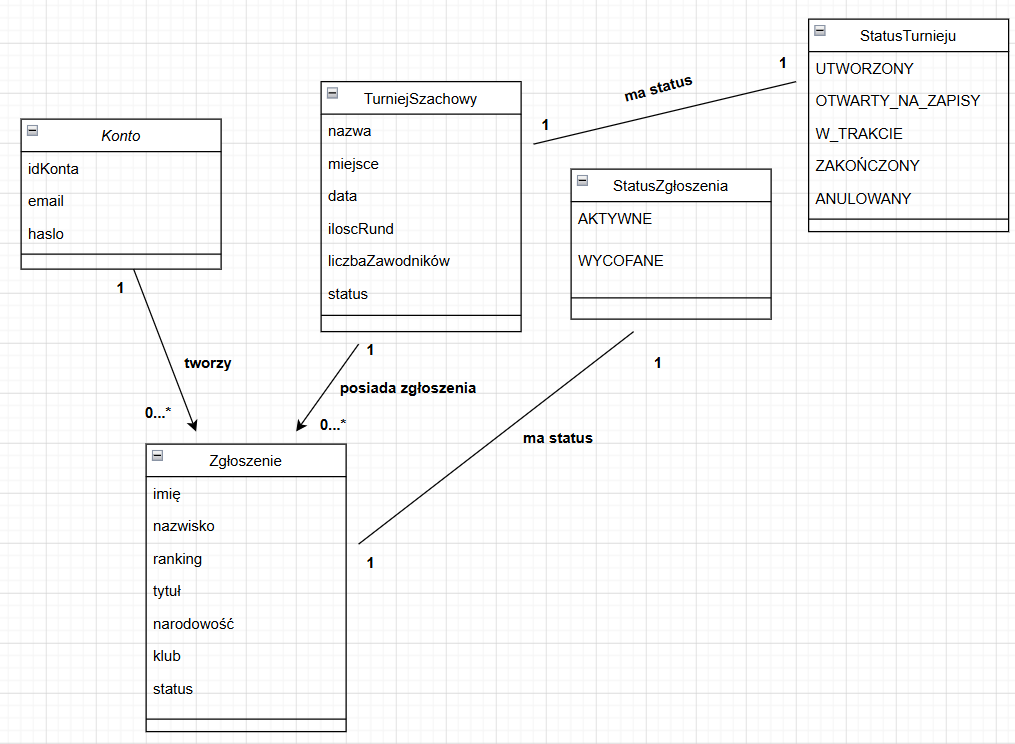 Konto
idKonta
email
haslo
1
tworzy
0...*
TurniejSzachowy
nazwa
miejsce
data
iloscRund
liczbaZawodników
status
1
posiada zgłoszenia
0...*
1
ma status
1
StatusTurnieju
UTWORZONY
OTWARTY_NA_ZAPISY
W_TRAKCIE
ZAKOŃCZONY
ANULOWANY
StatusZgłoszenia
AKTYWNE
WYCOFANE
1
ma status
1
Zgłoszenie
imię
nazwisko
ranking
tytuł
narodowość
klub
status